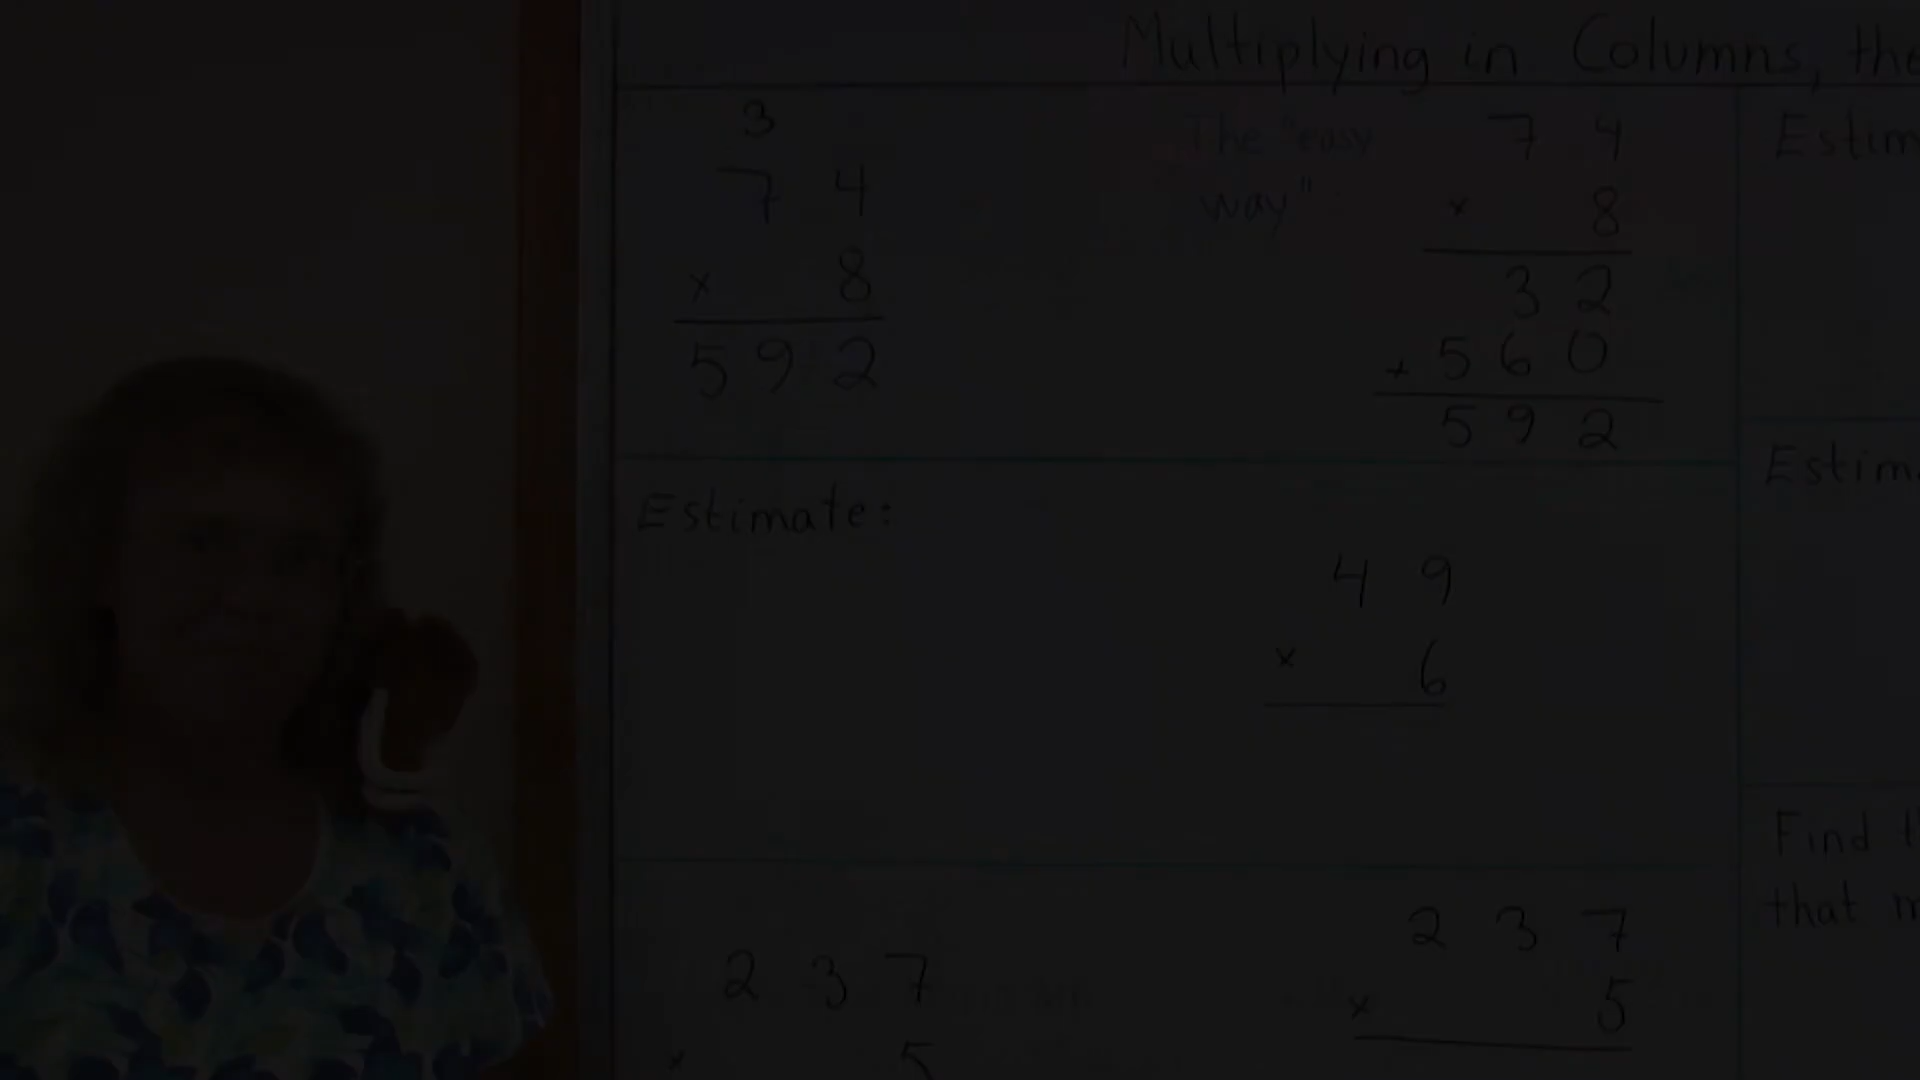 Multiplying in Columns, the
3
7 4
x 8
5 9 2
The "easy
way"
7 4
x 8
3 2
+ 5 6 0
5 9 2
Estim
Estimate:
4 9
x 6
Estim
2 3 7
x 5
2 3 7
x 5
Find t
that m